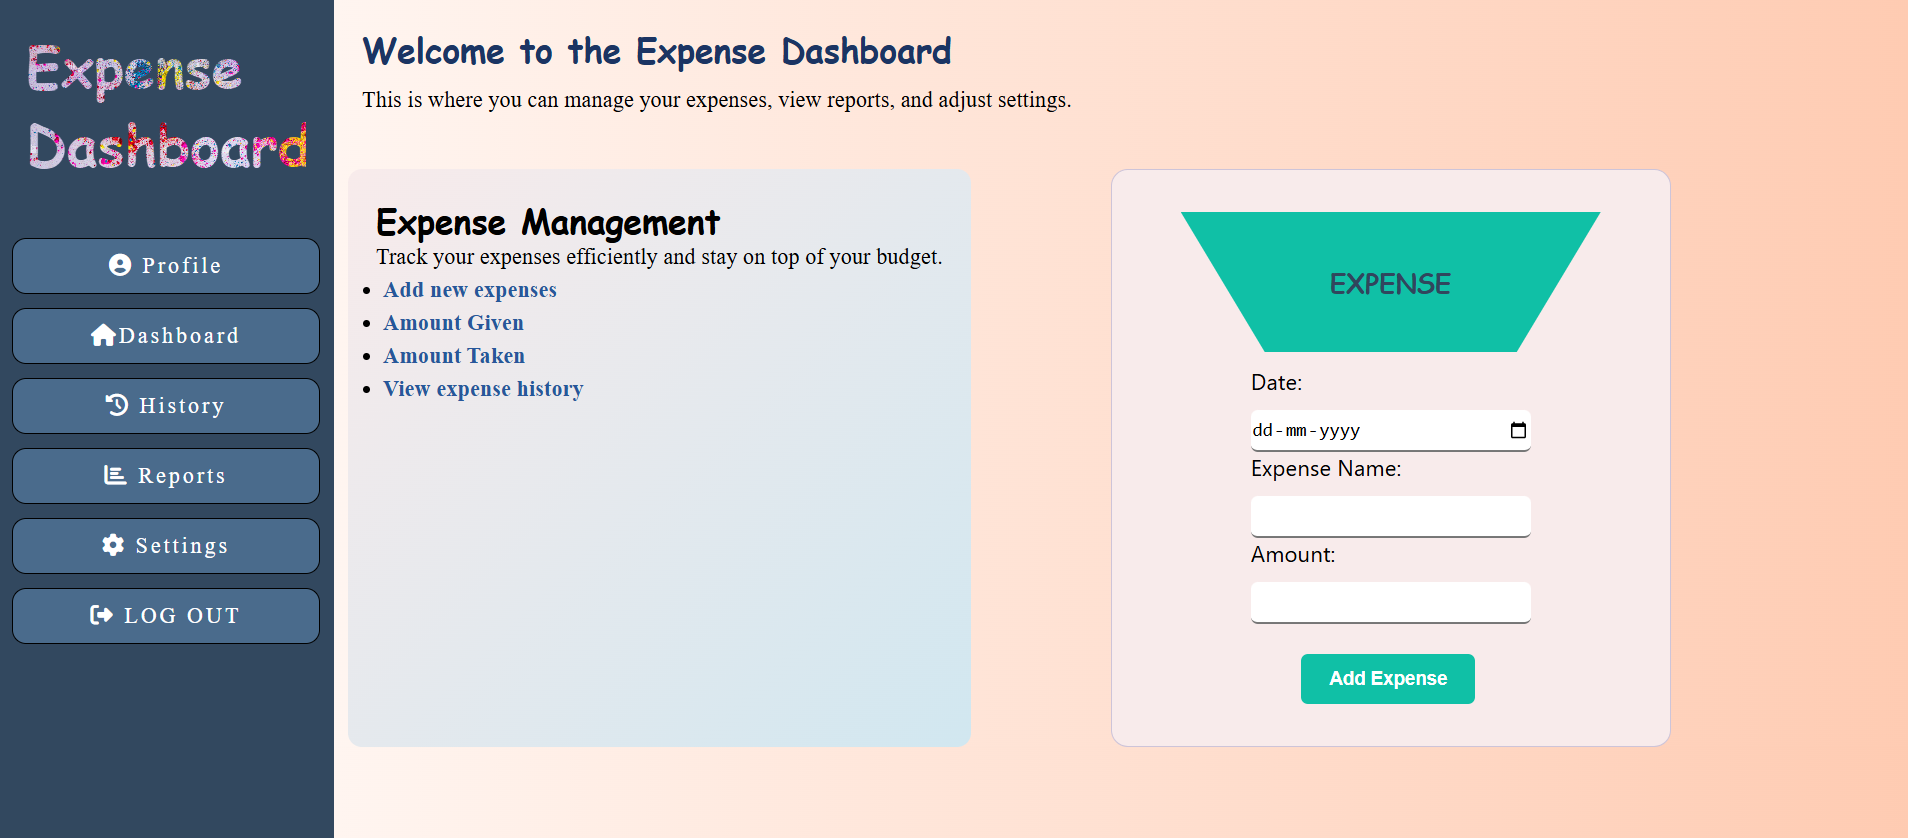 Expense
Dashboard
Profile
Dashboard
History
Reports
Settings
LOG OUT
Welcome to the Expense Dashboard
This is where you can manage your expenses, view reports, and adjust settings.
Expense Management
Track your expenses efficiently and stay on top of your budget.
Add new expenses
Amount Given
Amount Taken
View expense history
EXPENSE
Date:
dd-mm-yyyy
Expense Name:
Amount:
Add Expense